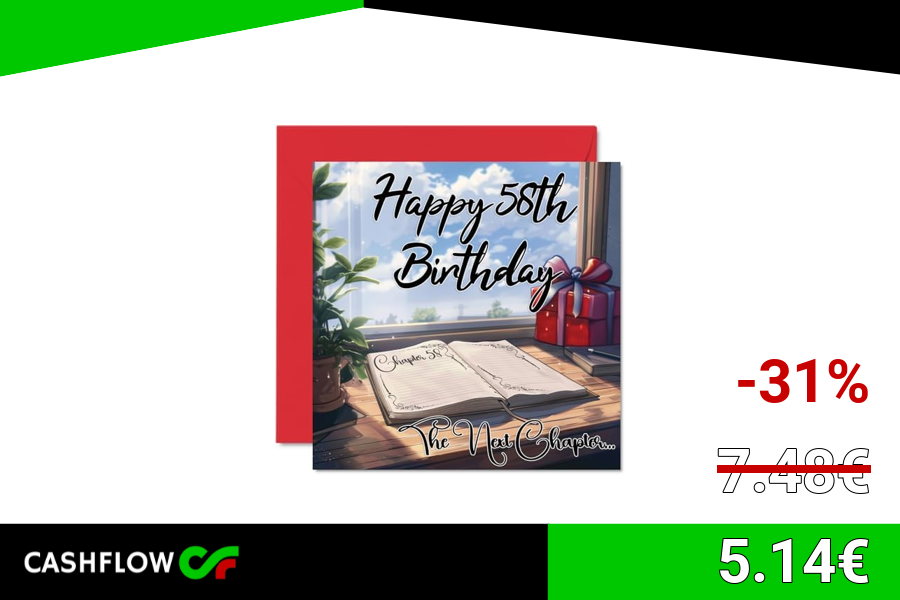 Happy 58th
Birthday
Chapter 58
The Next Chapter...
-31%
7.48€
CASHFLOW
5.14€